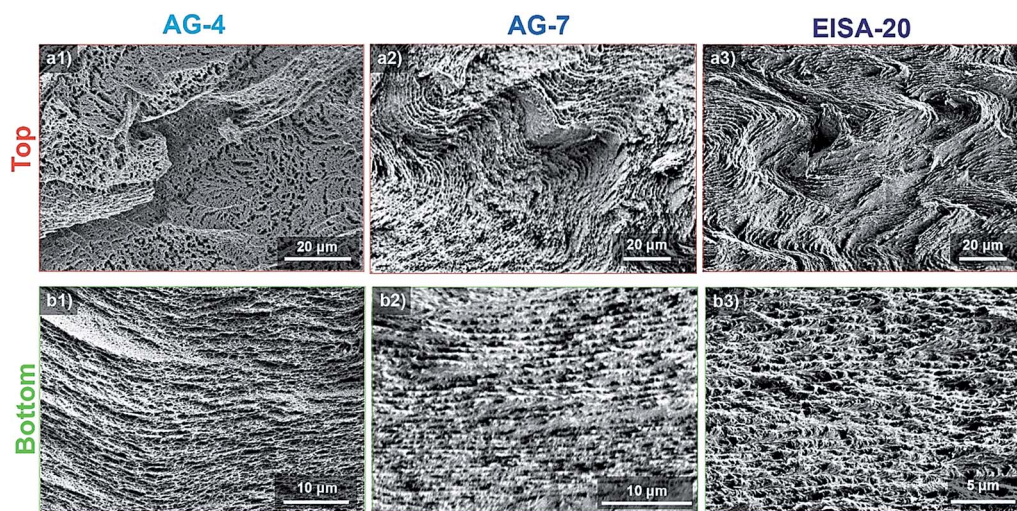 AG-4 AG-7 EISA-20
Top
a1) a2) a3)
20 µm 20 µm 20 µm
Bottom
b1) b2) b3)
10 µm 10 µm 5 µm